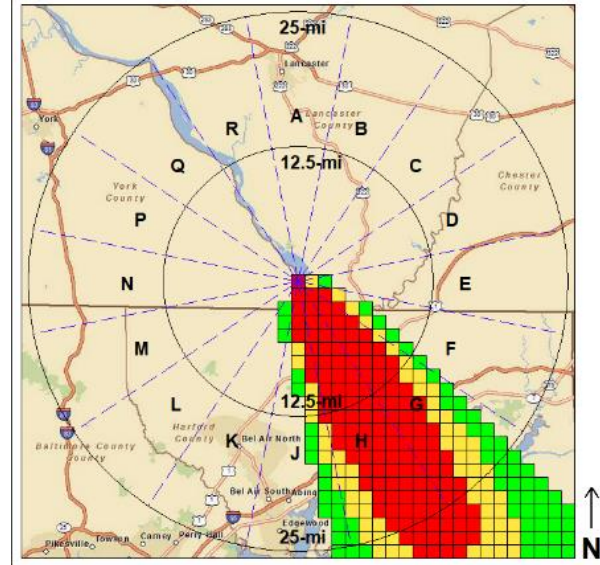 25-mi
Lancaster
A
Lancaster
County
B
R
York
12.5-mi
Q
C
Chester
County
York
County
P
D
N
E
M
F
L
12.5-mi
G
Harford
County
K
Bel Air North
J
H
Baltimore County
County
Bel Air South
Edgewood
25-mi
Pikesville
Towson
Carney
Perry Hall
N